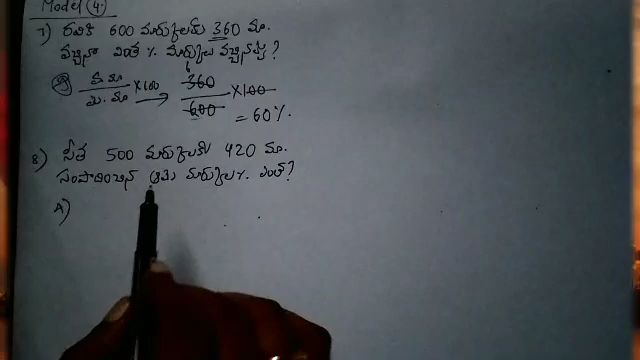 Model (4)
7) రవికి 600 మార్కులకు 360 మా.
వచ్చినా ఎంత % మార్కులు వచ్చినట్లు?
వ.మా × 100 → 360 × 100
మొ.మా 600
= 60%.
8) సీత 500 మార్కులకు 420 మా.
సంపాదించిన ఆమె మార్కుల %. ఎంత?
A)